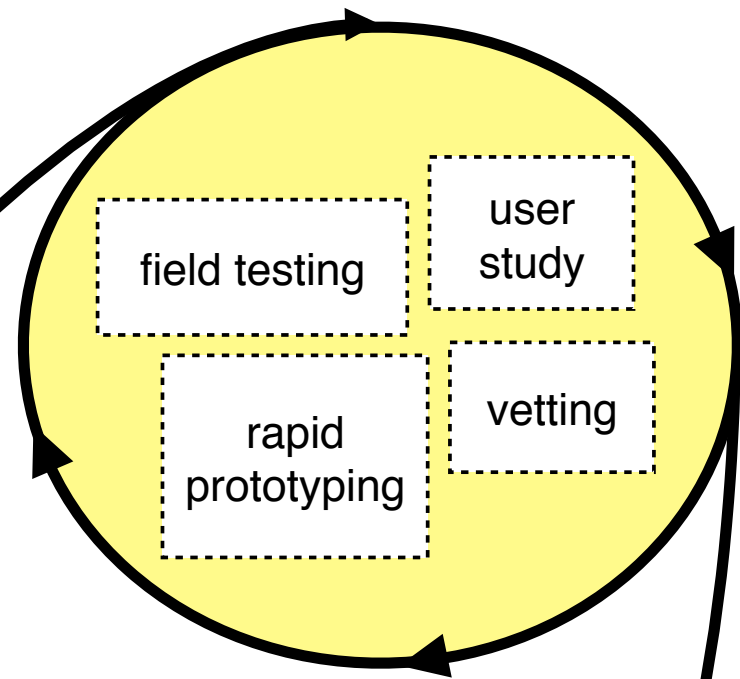 field testing
user
study
rapid
prototyping
vetting